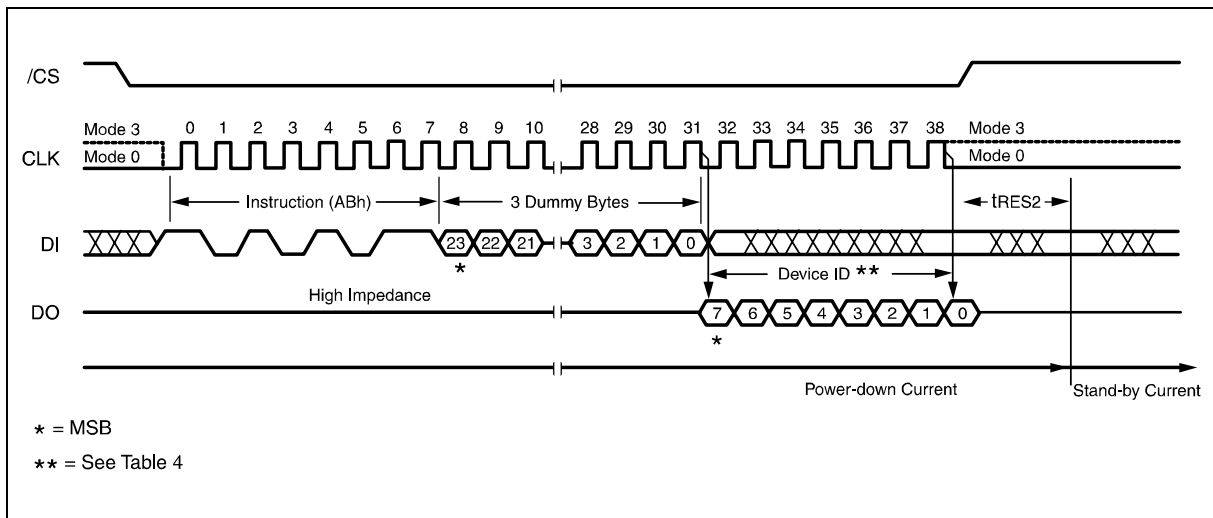 /CS
Mode 3 0 1 2 3 4 5 6 7 8 9 10 28 29 30 31 32 33 34 35 36 37 38 Mode 3
CLK
Mode 0 Mode 0
Instruction (ABh) 3 Dummy Bytes tRES2
DI 23 22 21 3 2 1 0
* Device ID **
High Impedance
DO 7 6 5 4 3 2 1 0
*
Power-down Current Stand-by Current
* = MSB
** = See Table 4